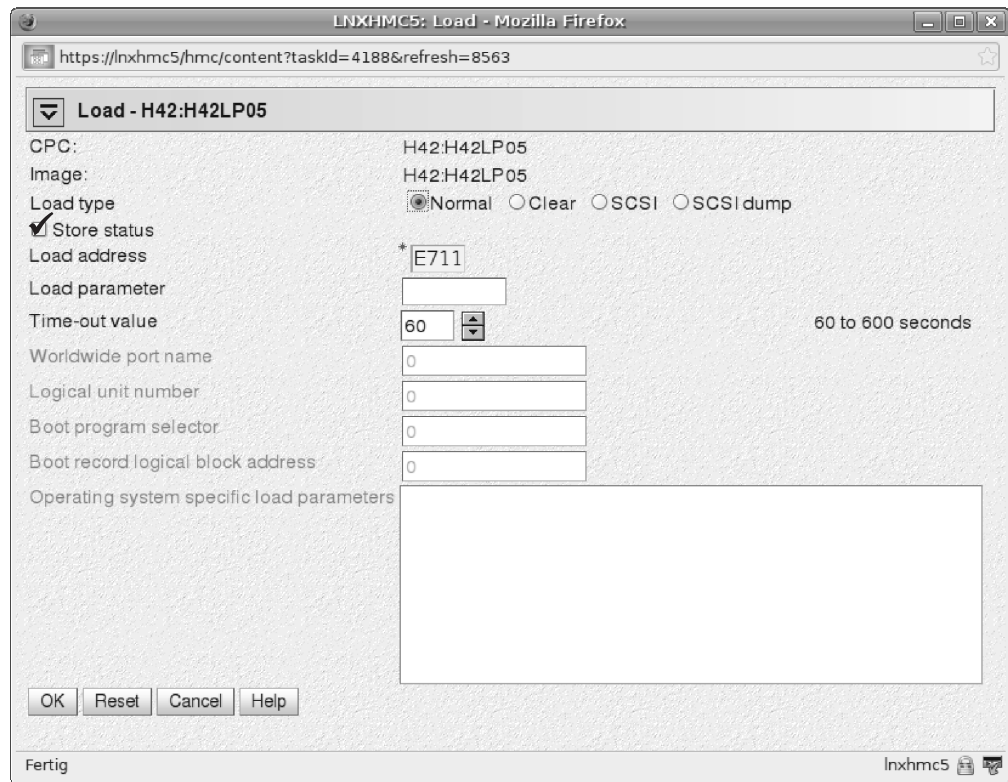 LNXHMC5: Load - Mozilla Firefox
https://lnxhmc5/hmc/content?taskId=4188&refresh=8563
Load - H42:H42LP05
CPC: H42:H42LP05
Image: H42:H42LP05
Load type Normal Clear SCSI SCSI dump
Store status
Load address * E711
Load parameter
Time-out value 60 60 to 600 seconds
Worldwide port name 0
Logical unit number 0
Boot program selector 0
Boot record logical block address 0
Operating system specific load parameters
OK Reset Cancel Help
Fertig lnxhmc5